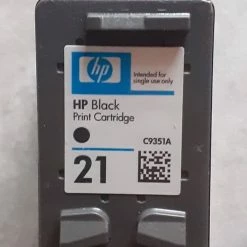 hp
Intended for
single use only
HP Black
Print Cartridge
C9351A
21